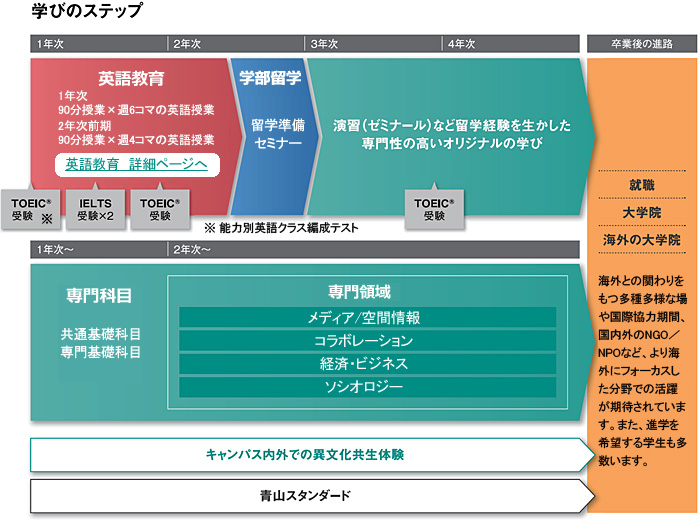 学びのステップ
1年次
2年次
3年次
4年次
卒業後の進路
英語教育
1年次
90分授業×週6コマの英語授業
2年次前期
90分授業×週4コマの英語授業
英語教育 詳細ページへ
学部留学
留学準備
セミナー
演習(ゼミナール)など留学経験を生かした
専門性の高いオリジナルの学び
TOEIC®
受験 ※
IELTS
受験×2
TOEIC®
受験
TOEIC®
受験
※ 能力別英語クラス編成テスト
1年次〜
2年次〜
専門科目
共通基礎科目
専門基礎科目
専門領域
メディア/空間情報
コラボレーション
経済・ビジネス
ソシオロジー
キャンパス内外での異文化共生体験
青山スタンダード
就職
大学院
海外の大学院
海外との関わりを
もつ多種多様な場
や国際協力期間、
国内外のNGO/
NPOなど、より海
外にフォーカスし
た分野での活躍
が期待されていま
す。また、進学を
希望する学生も多
数います。